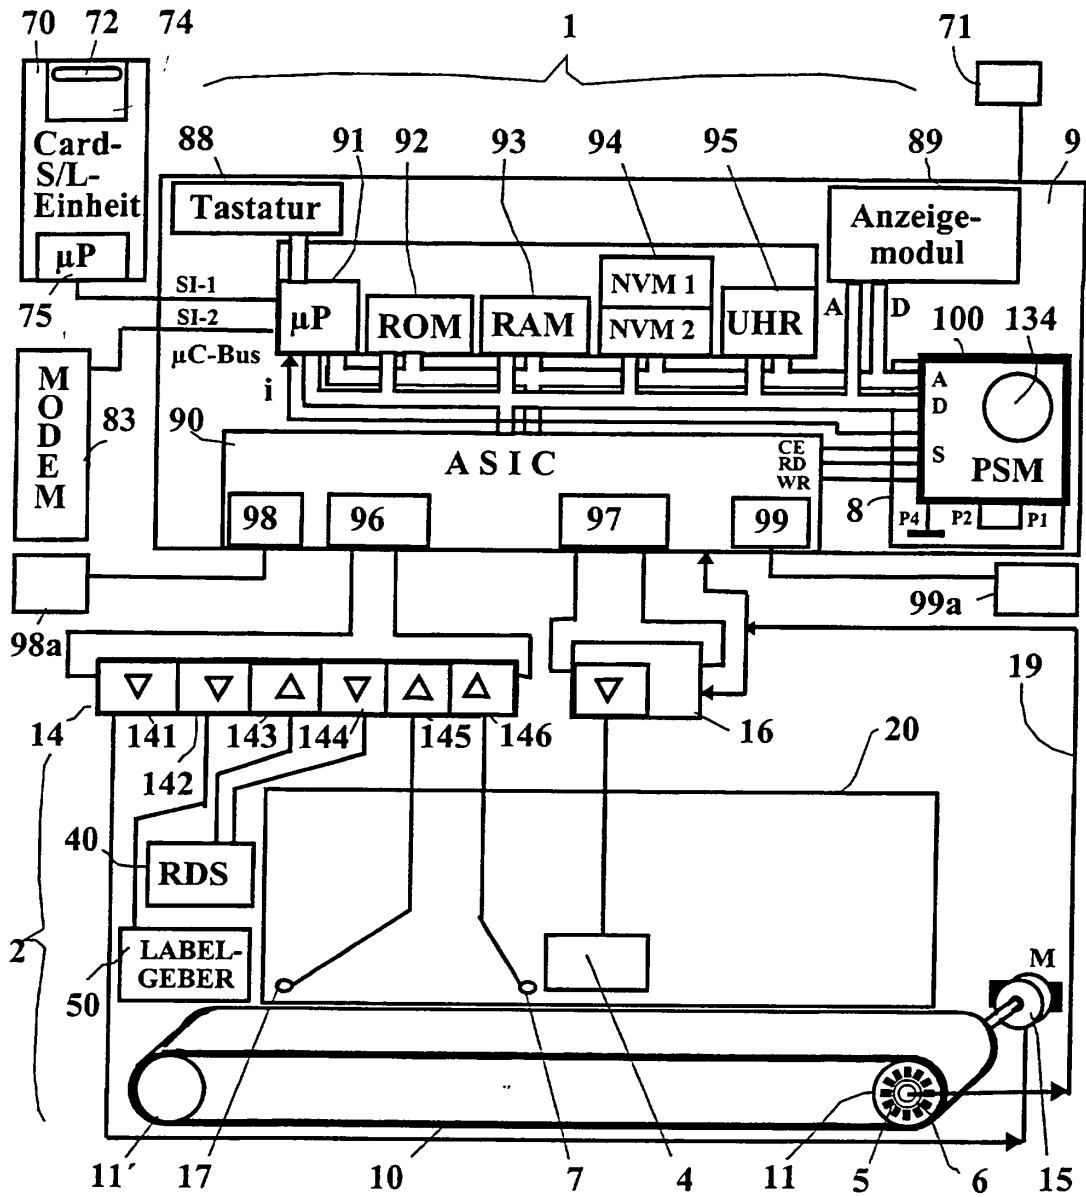 70 72 74 1 71
88 91 92 93 94 95 89 9
Card-
S/L-
Einheit
µP
75
Tastatur
Anzeige-
modul
SI-1
SI-2
µC-Bus
µP
ROM
RAM
NVM 1
NVM 2
UHR
A D
100 134
MODEM
83
i
90
ASIC
CE
RD
WR
A
D
S
PSM
8
P4 P2 P1
98 96 97 99
98a
99a
14 141 142 143 144 145 146
16
19
20
2
40
RDS
50
LABEL-
GEBER
M
11′ 17 10 7 4 11 5 6 15